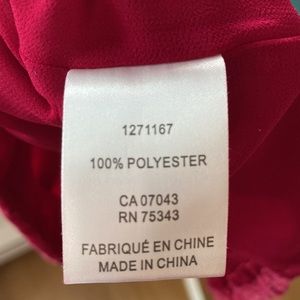 1271167
100% POLYESTER
CA 07043
RN 75343
FABRIQUÉ EN CHINE
MADE IN CHINA